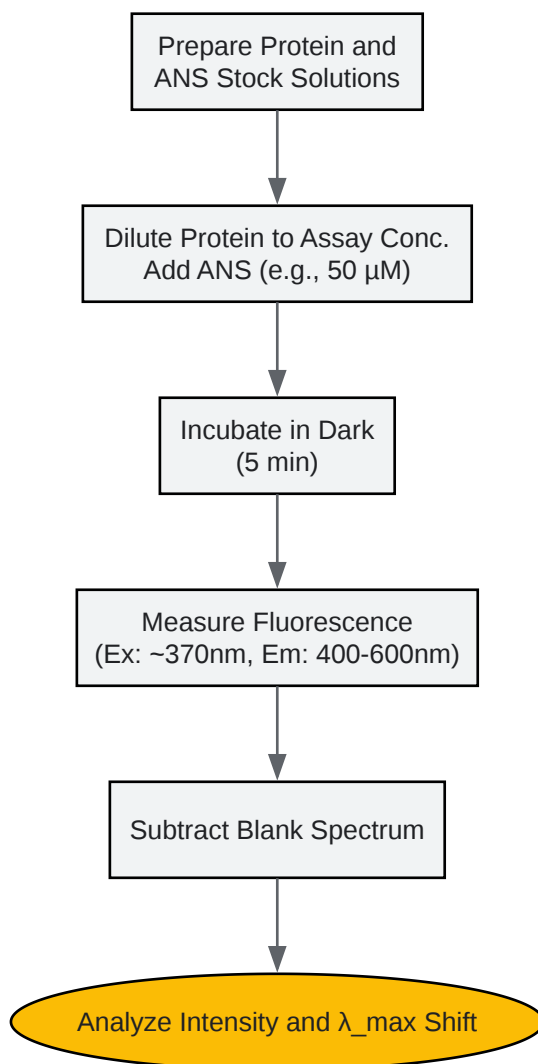 Prepare Protein and
ANS Stock Solutions
Dilute Protein to Assay Conc.
Add ANS (e.g., 50 µM)
Incubate in Dark
(5 min)
Measure Fluorescence
(Ex: ~370nm, Em: 400-600nm)
Subtract Blank Spectrum
Analyze Intensity and λ_max Shift